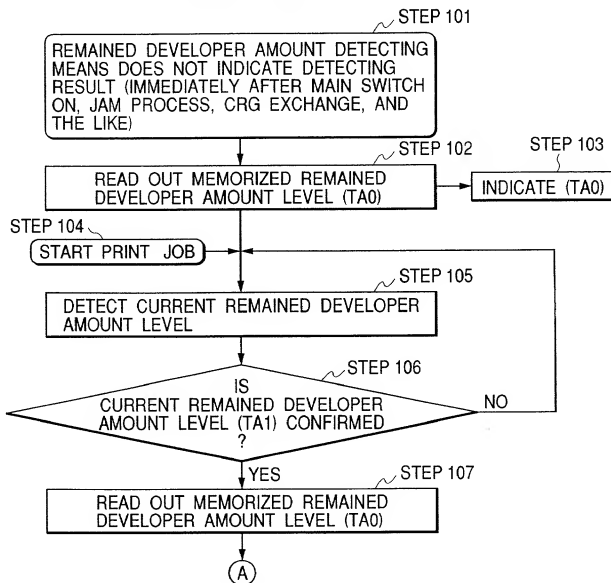 STEP 101
REMAINED DEVELOPER AMOUNT DETECTING
MEANS DOES NOT INDICATE DETECTING
RESULT (IMMEDIATELY AFTER MAIN SWITCH
ON, JAM PROCESS, CRG EXCHANGE, AND
THE LIKE)
STEP 102
READ OUT MEMORIZED REMAINED
DEVELOPER AMOUNT LEVEL (TA0)
STEP 103
INDICATE (TA0)
STEP 104
START PRINT JOB
STEP 105
DETECT CURRENT REMAINED DEVELOPER
AMOUNT LEVEL
STEP 106
IS
CURRENT REMAINED DEVELOPER
AMOUNT LEVEL (TA1) CONFIRMED
?
NO
YES
STEP 107
READ OUT MEMORIZED REMAINED
DEVELOPER AMOUNT LEVEL (TA0)
A